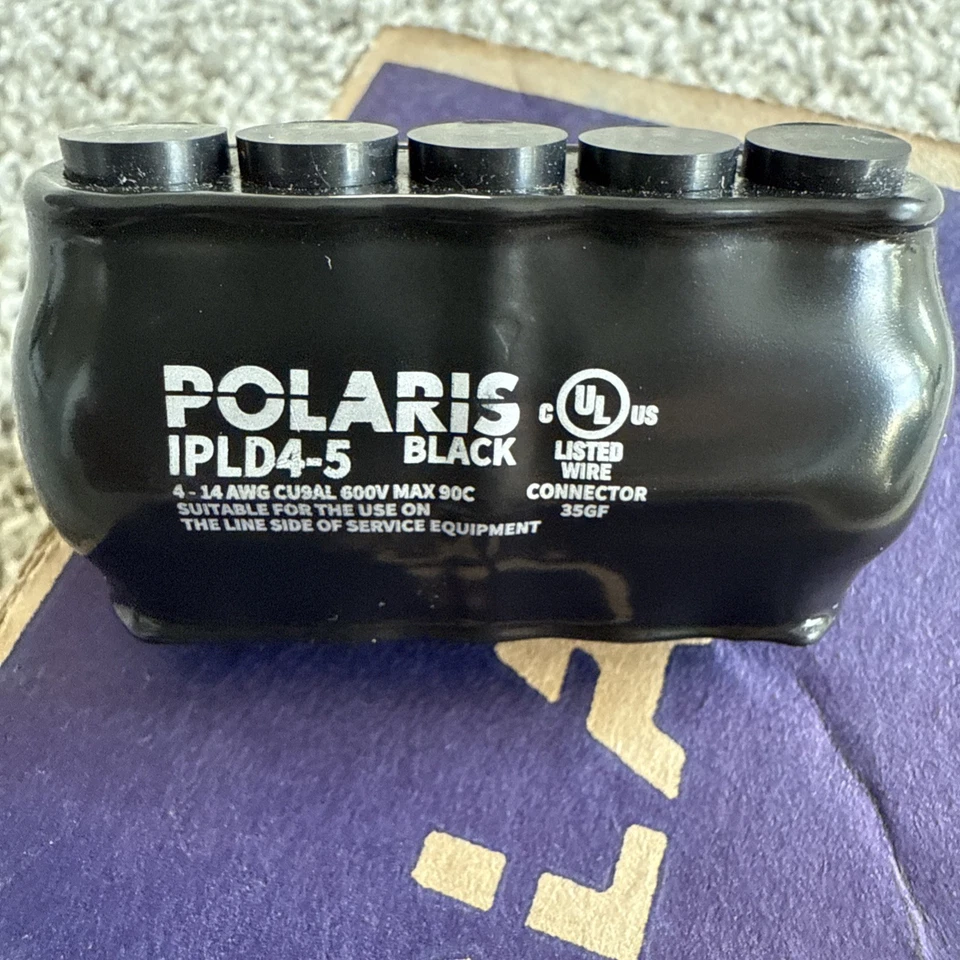 POLARIS
IPLD4-5 BLACK
4 - 14 AWG CU9AL 600V MAX 90C
SUITABLE FOR THE USE ON
THE LINE SIDE OF SERVICE EQUIPMENT
C UL US
LISTED
WIRE
CONNECTOR
35GF
LA